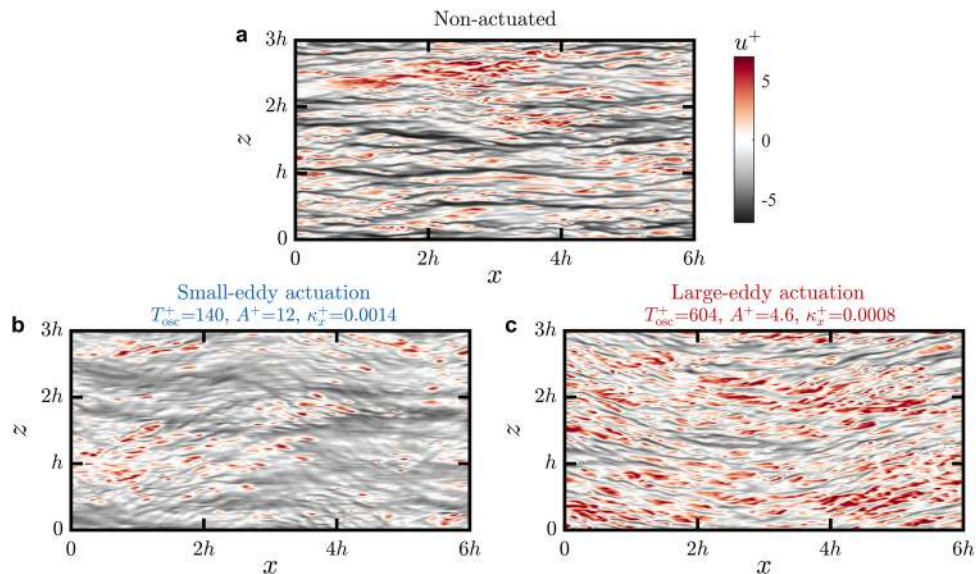 Non-actuated
a
3h
2h
h
0
z
0
2h
4h
6h
x
u⁺
5
0
-5
Small-eddy actuation
T⁺osc=140, A⁺=12, κ⁺x=0.0014
b
3h
2h
h
0
z
0
2h
4h
6h
x
Large-eddy actuation
T⁺osc=604, A⁺=4.6, κ⁺x=0.0008
c
3h
2h
h
0
z
0
2h
4h
6h
x